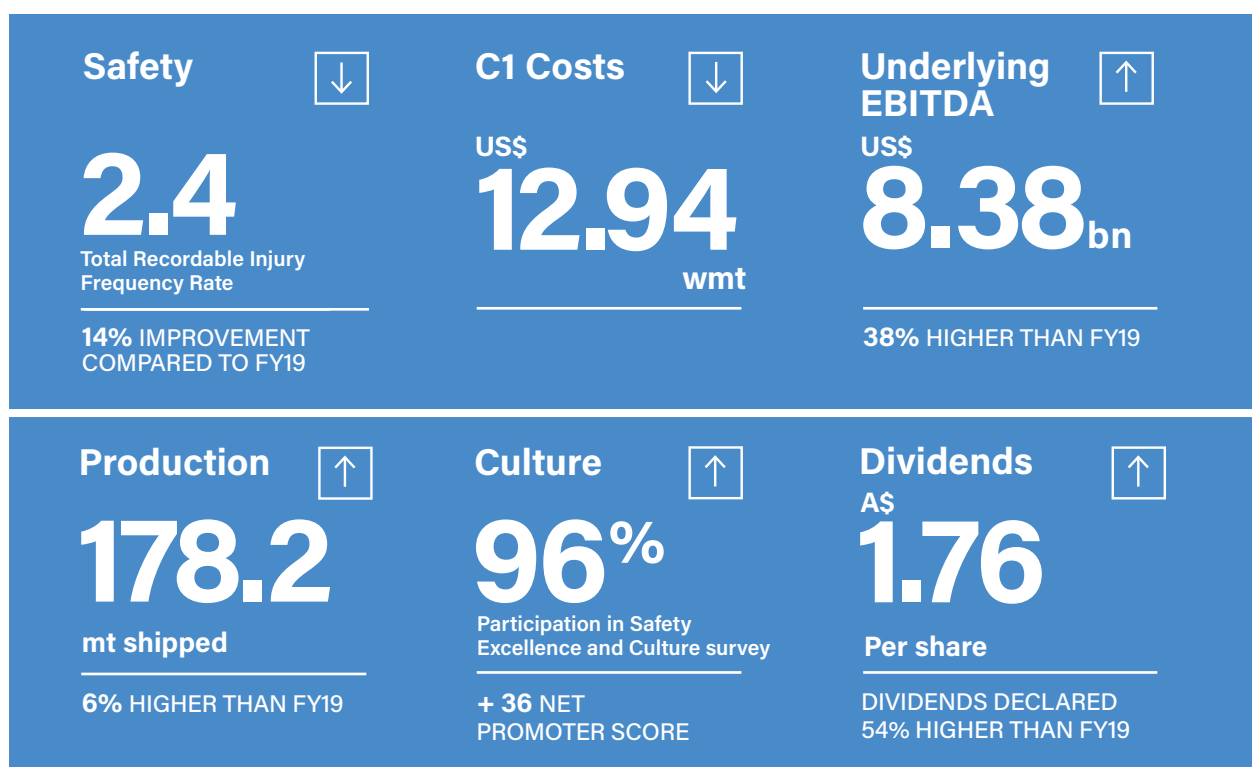 Safety
2.4
Total Recordable Injury
Frequency Rate
14% IMPROVEMENT
COMPARED TO FY19
C1 Costs
US$
12.94
wmt
Underlying
EBITDA
US$
8.38bn
38% HIGHER THAN FY19
Production
178.2
mt shipped
6% HIGHER THAN FY19
Culture
96%
Participation in Safety
Excellence and Culture survey
+ 36 NET
PROMOTER SCORE
Dividends
A$
1.76
Per share
DIVIDENDS DECLARED
54% HIGHER THAN FY19